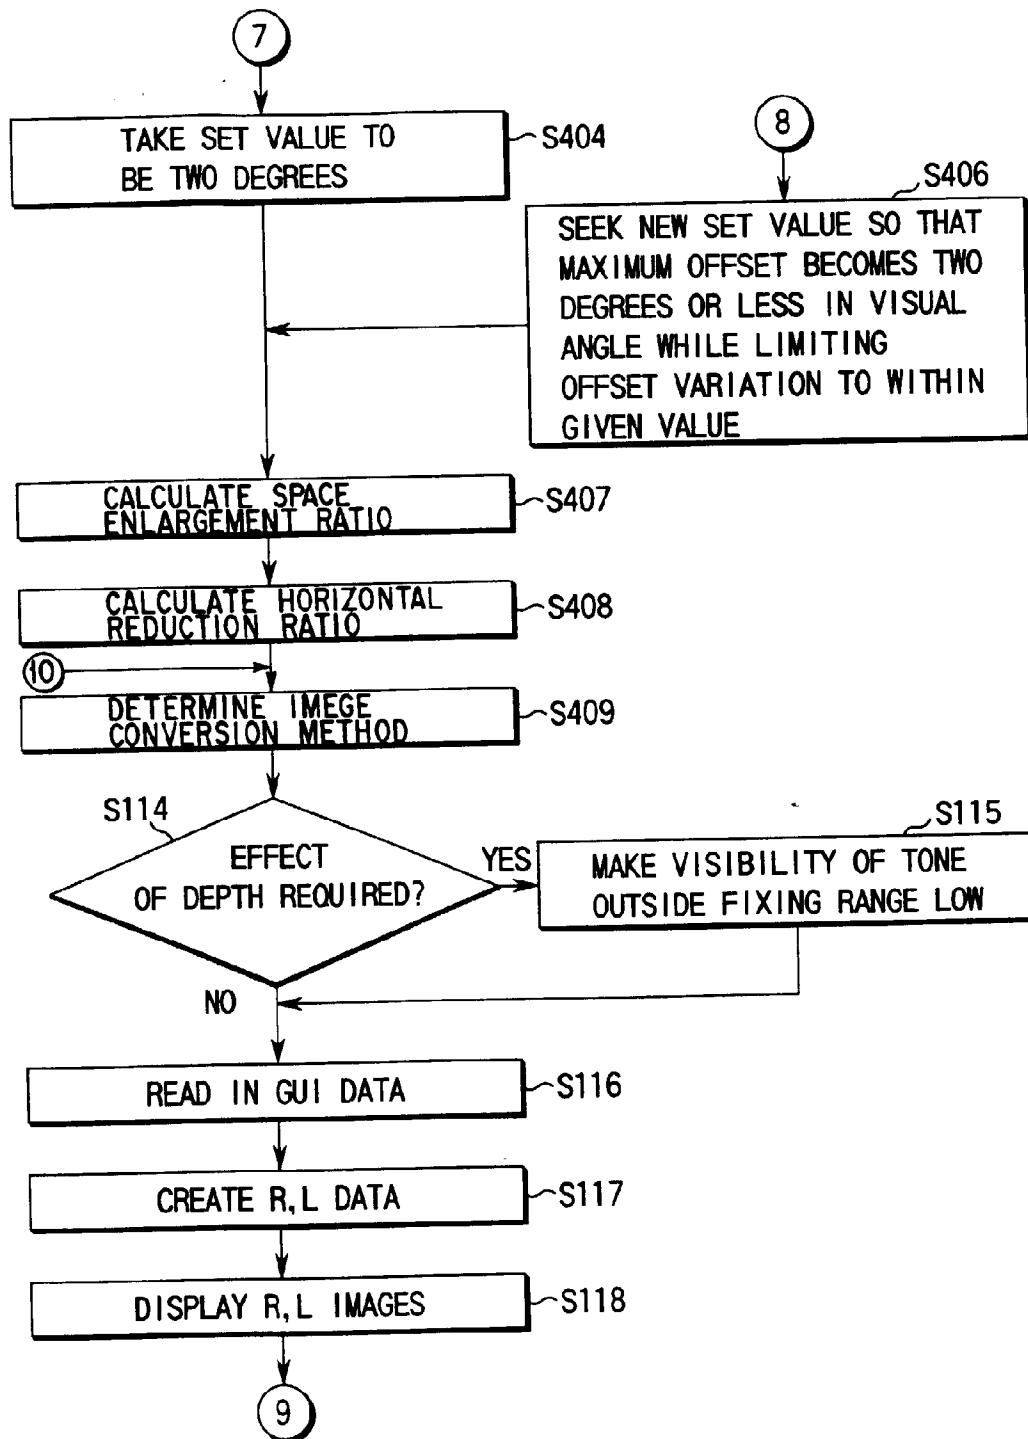 7
TAKE SET VALUE TO
BE TWO DEGREES
S404
8
S406
SEEK NEW SET VALUE SO THAT
MAXIMUM OFFSET BECOMES TWO
DEGREES OR LESS IN VISUAL
ANGLE WHILE LIMITING
OFFSET VARIATION TO WITHIN
GIVEN VALUE
CALCULATE SPACE
ENLARGEMENT RATIO
S407
CALCULATE HORIZONTAL
REDUCTION RATIO
S408
10
DETERMINE IMEGE
CONVERSION METHOD
S409
S114
EFFECT
OF DEPTH REQUIRED?
YES
S115
MAKE VISIBILITY OF TONE
OUTSIDE FIXING RANGE LOW
NO
READ IN GUI DATA
S116
CREATE R,L DATA
S117
DISPLAY R,L IMAGES
S118
9